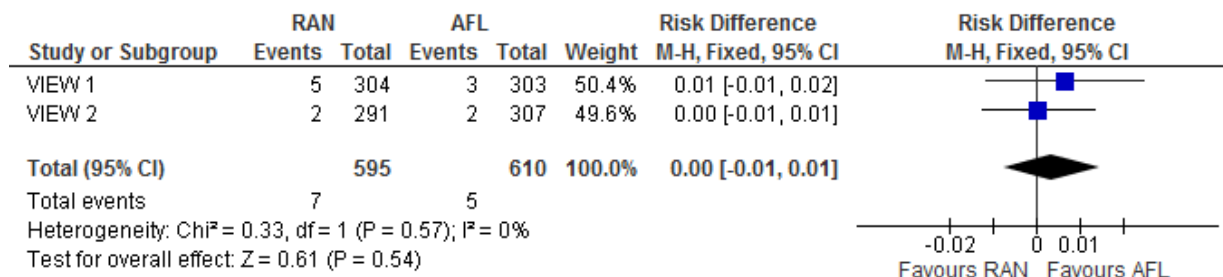 RAN AFL Risk Difference Risk Difference
Study or Subgroup Events Total Events Total Weight M-H, Fixed, 95% CI M-H, Fixed, 95% CI
VIEW 1 5 304 3 303 50.4% 0.01 [-0.01, 0.02]
VIEW 2 2 291 2 307 49.6% 0.00 [-0.01, 0.01]
Total (95% CI) 595 610 100.0% 0.00 [-0.01, 0.01]
Total events 7 5
Heterogeneity: Chi² = 0.33, df = 1 (P = 0.57); I² = 0%
Test for overall effect: Z = 0.61 (P = 0.54)
-0.02 0 0.01
Favours RAN Favours AFL